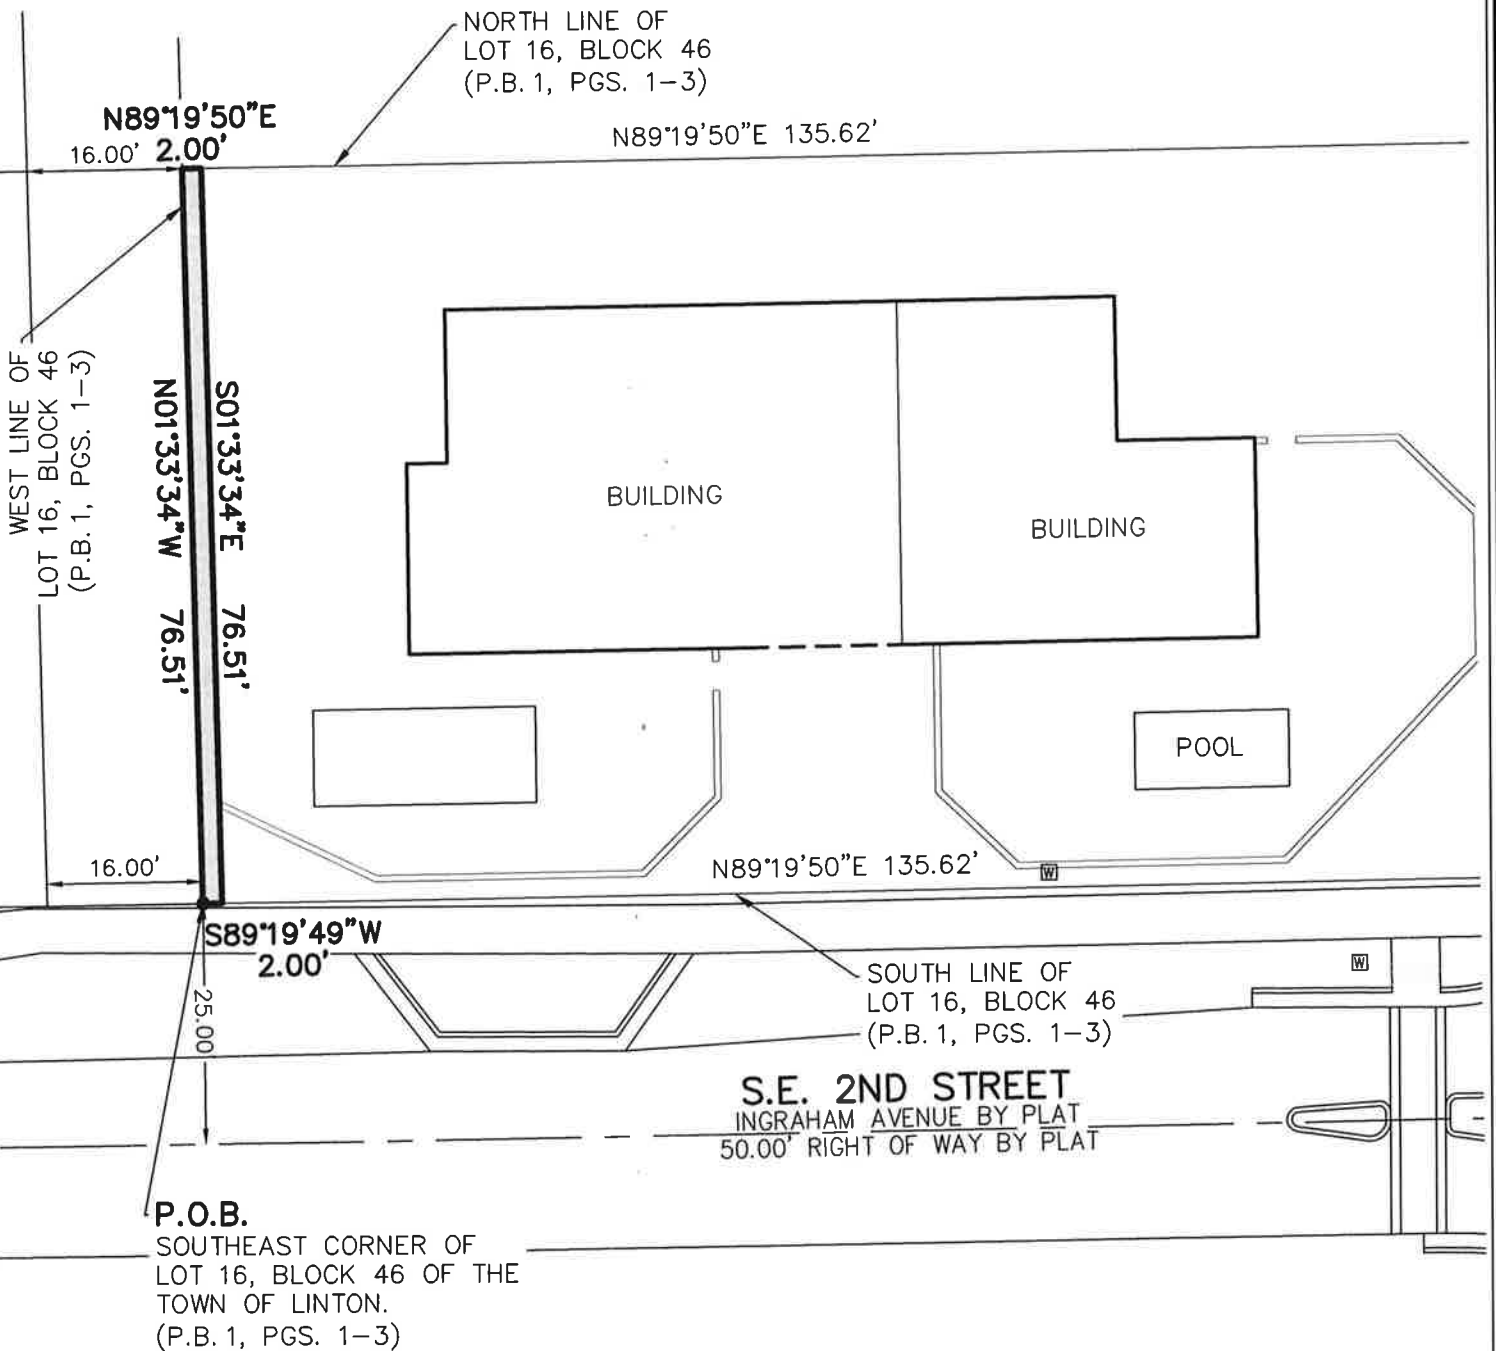 NORTH LINE OF
LOT 16, BLOCK 46
(P.B. 1, PGS. 1-3)
N89°19'50"E
2.00'
16.00'
N89°19'50"E 135.62'
WEST LINE OF
LOT 16, BLOCK 46
(P.B. 1, PGS. 1-3)
N01°33'34"W 76.51'
S01°33'34"E 76.51'
BUILDING
BUILDING
POOL
16.00'
N89°19'50"E 135.62'
W
S89°19'49"W
2.00'
25.00
W
SOUTH LINE OF
LOT 16, BLOCK 46
(P.B. 1, PGS. 1-3)
S.E. 2ND STREET
INGRAHAM AVENUE BY PLAT
50.00' RIGHT OF WAY BY PLAT
P.O.B.
SOUTHEAST CORNER OF
LOT 16, BLOCK 46 OF THE
TOWN OF LINTON.
(P.B. 1, PGS. 1-3)